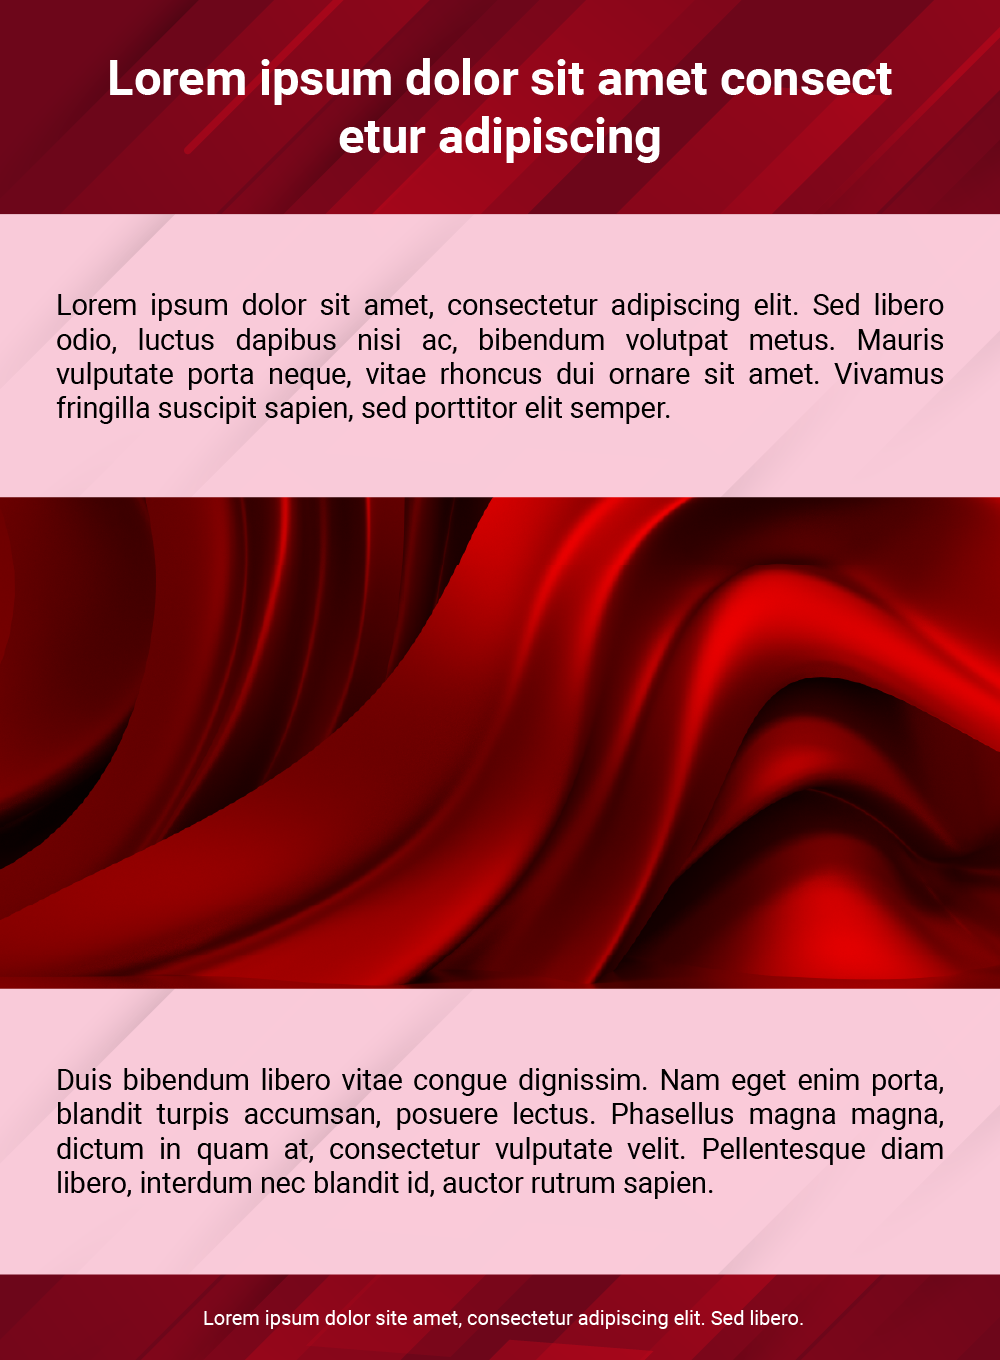 Lorem ipsum dolor sit amet consect
etur adipiscing
Lorem ipsum dolor sit amet, consectetur adipiscing elit. Sed libero
odio, luctus dapibus nisi ac, bibendum volutpat metus. Mauris
vulputate porta neque, vitae rhoncus dui ornare sit amet. Vivamus
fringilla suscipit sapien, sed porttitor elit semper.
Duis bibendum libero vitae congue dignissim. Nam eget enim porta,
blandit turpis accumsan, posuere lectus. Phasellus magna magna,
dictum in quam at, consectetur vulputate velit. Pellentesque diam
libero, interdum nec blandit id, auctor rutrum sapien.
Lorem ipsum dolor site amet, consectetur adipiscing elit. Sed libero.